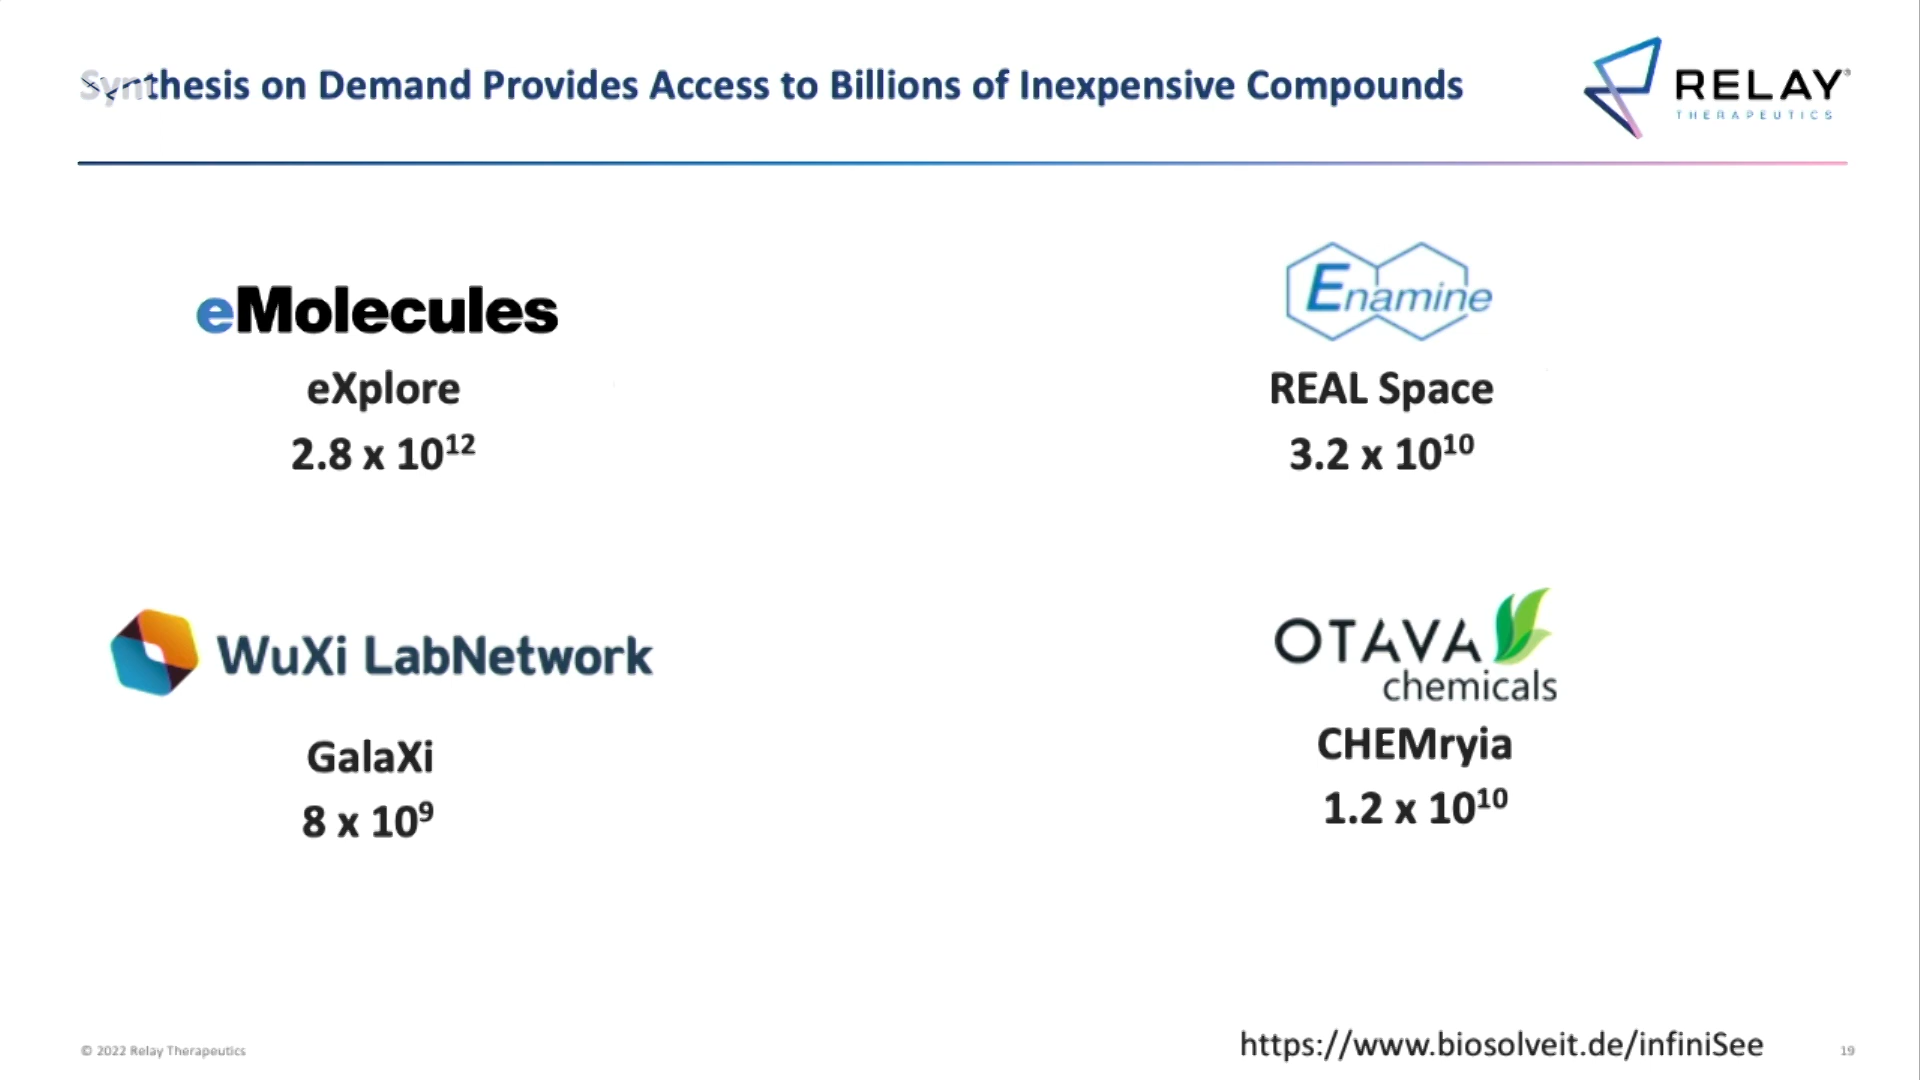 Synthesis on Demand Provides Access to Billions of Inexpensive Compounds
RELAY
THERAPEUTICS
eMolecules
eXplore
2.8 x 10¹²
Enamine
REAL Space
3.2 x 10¹⁰
WuXi LabNetwork
GalaXi
8 x 10⁹
OTAVA
chemicals
CHEMryia
1.2 x 10¹⁰
© 2022 Relay Therapeutics
https://www.biosolveit.de/infiniSee
19